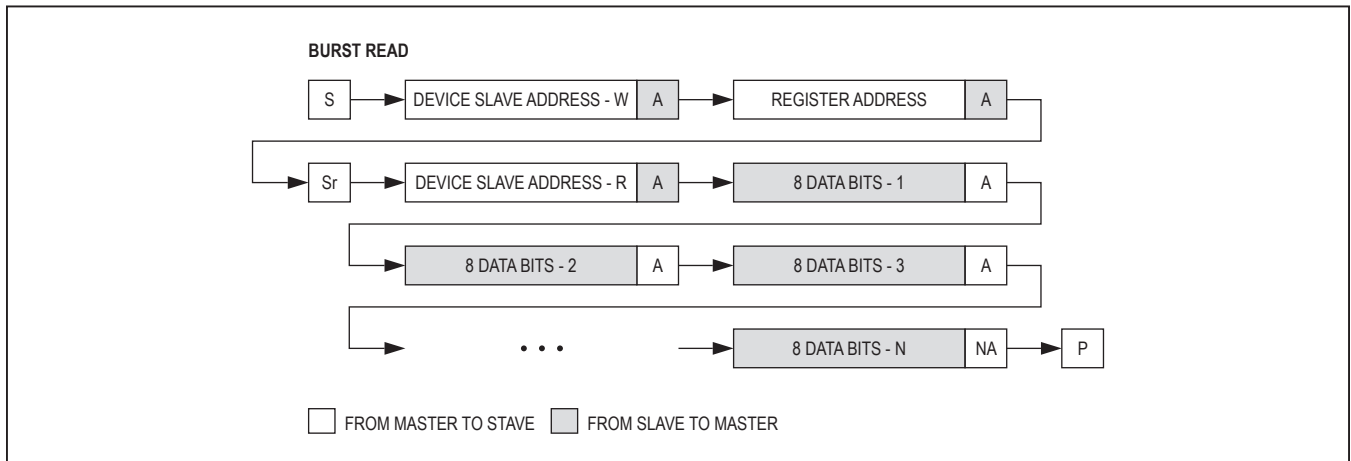 BURST READ
S DEVICE SLAVE ADDRESS - W A REGISTER ADDRESS A
Sr DEVICE SLAVE ADDRESS - R A 8 DATA BITS - 1 A
8 DATA BITS - 2 A 8 DATA BITS - 3 A
• • • 8 DATA BITS - N NA P
FROM MASTER TO STAVE FROM SLAVE TO MASTER